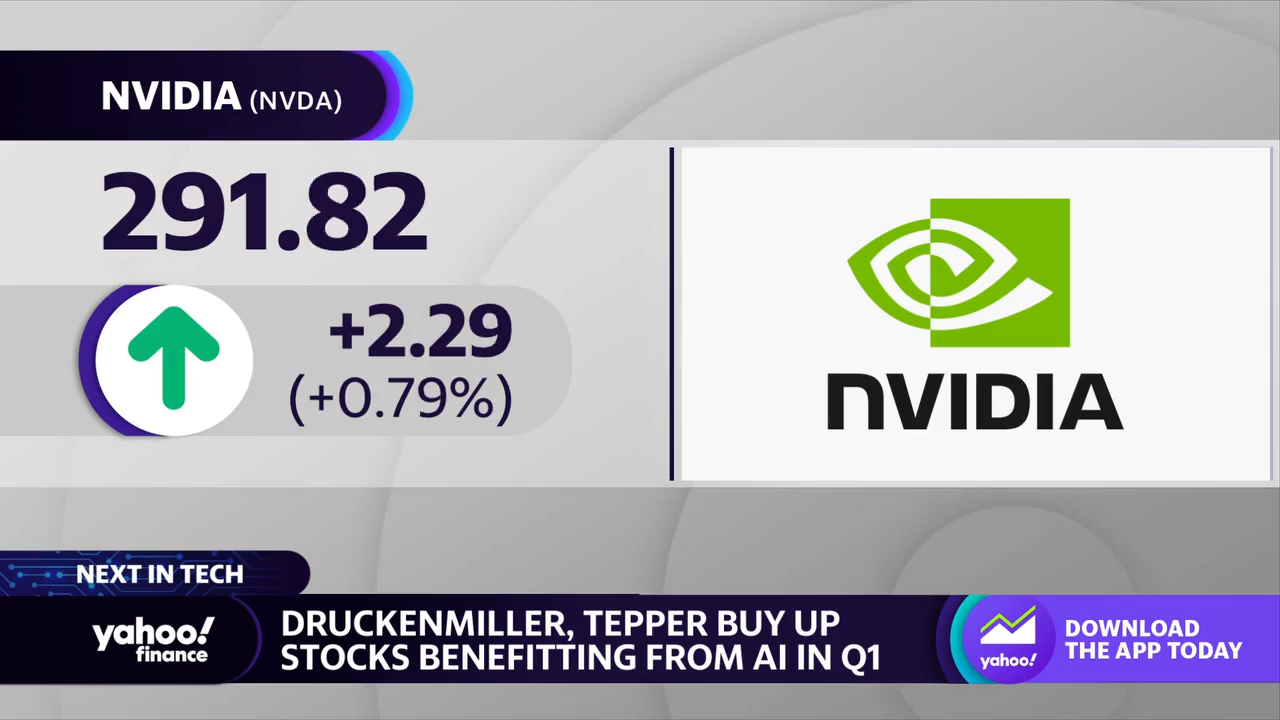 NVIDIA (NVDA)
291.82
+2.29
(+0.79%)
NVIDIA
NEXT IN TECH
yahoo!
finance
DRUCKENMILLER, TEPPER BUY UP
STOCKS BENEFITTING FROM AI IN Q1
yahoo!
DOWNLOAD
THE APP TODAY